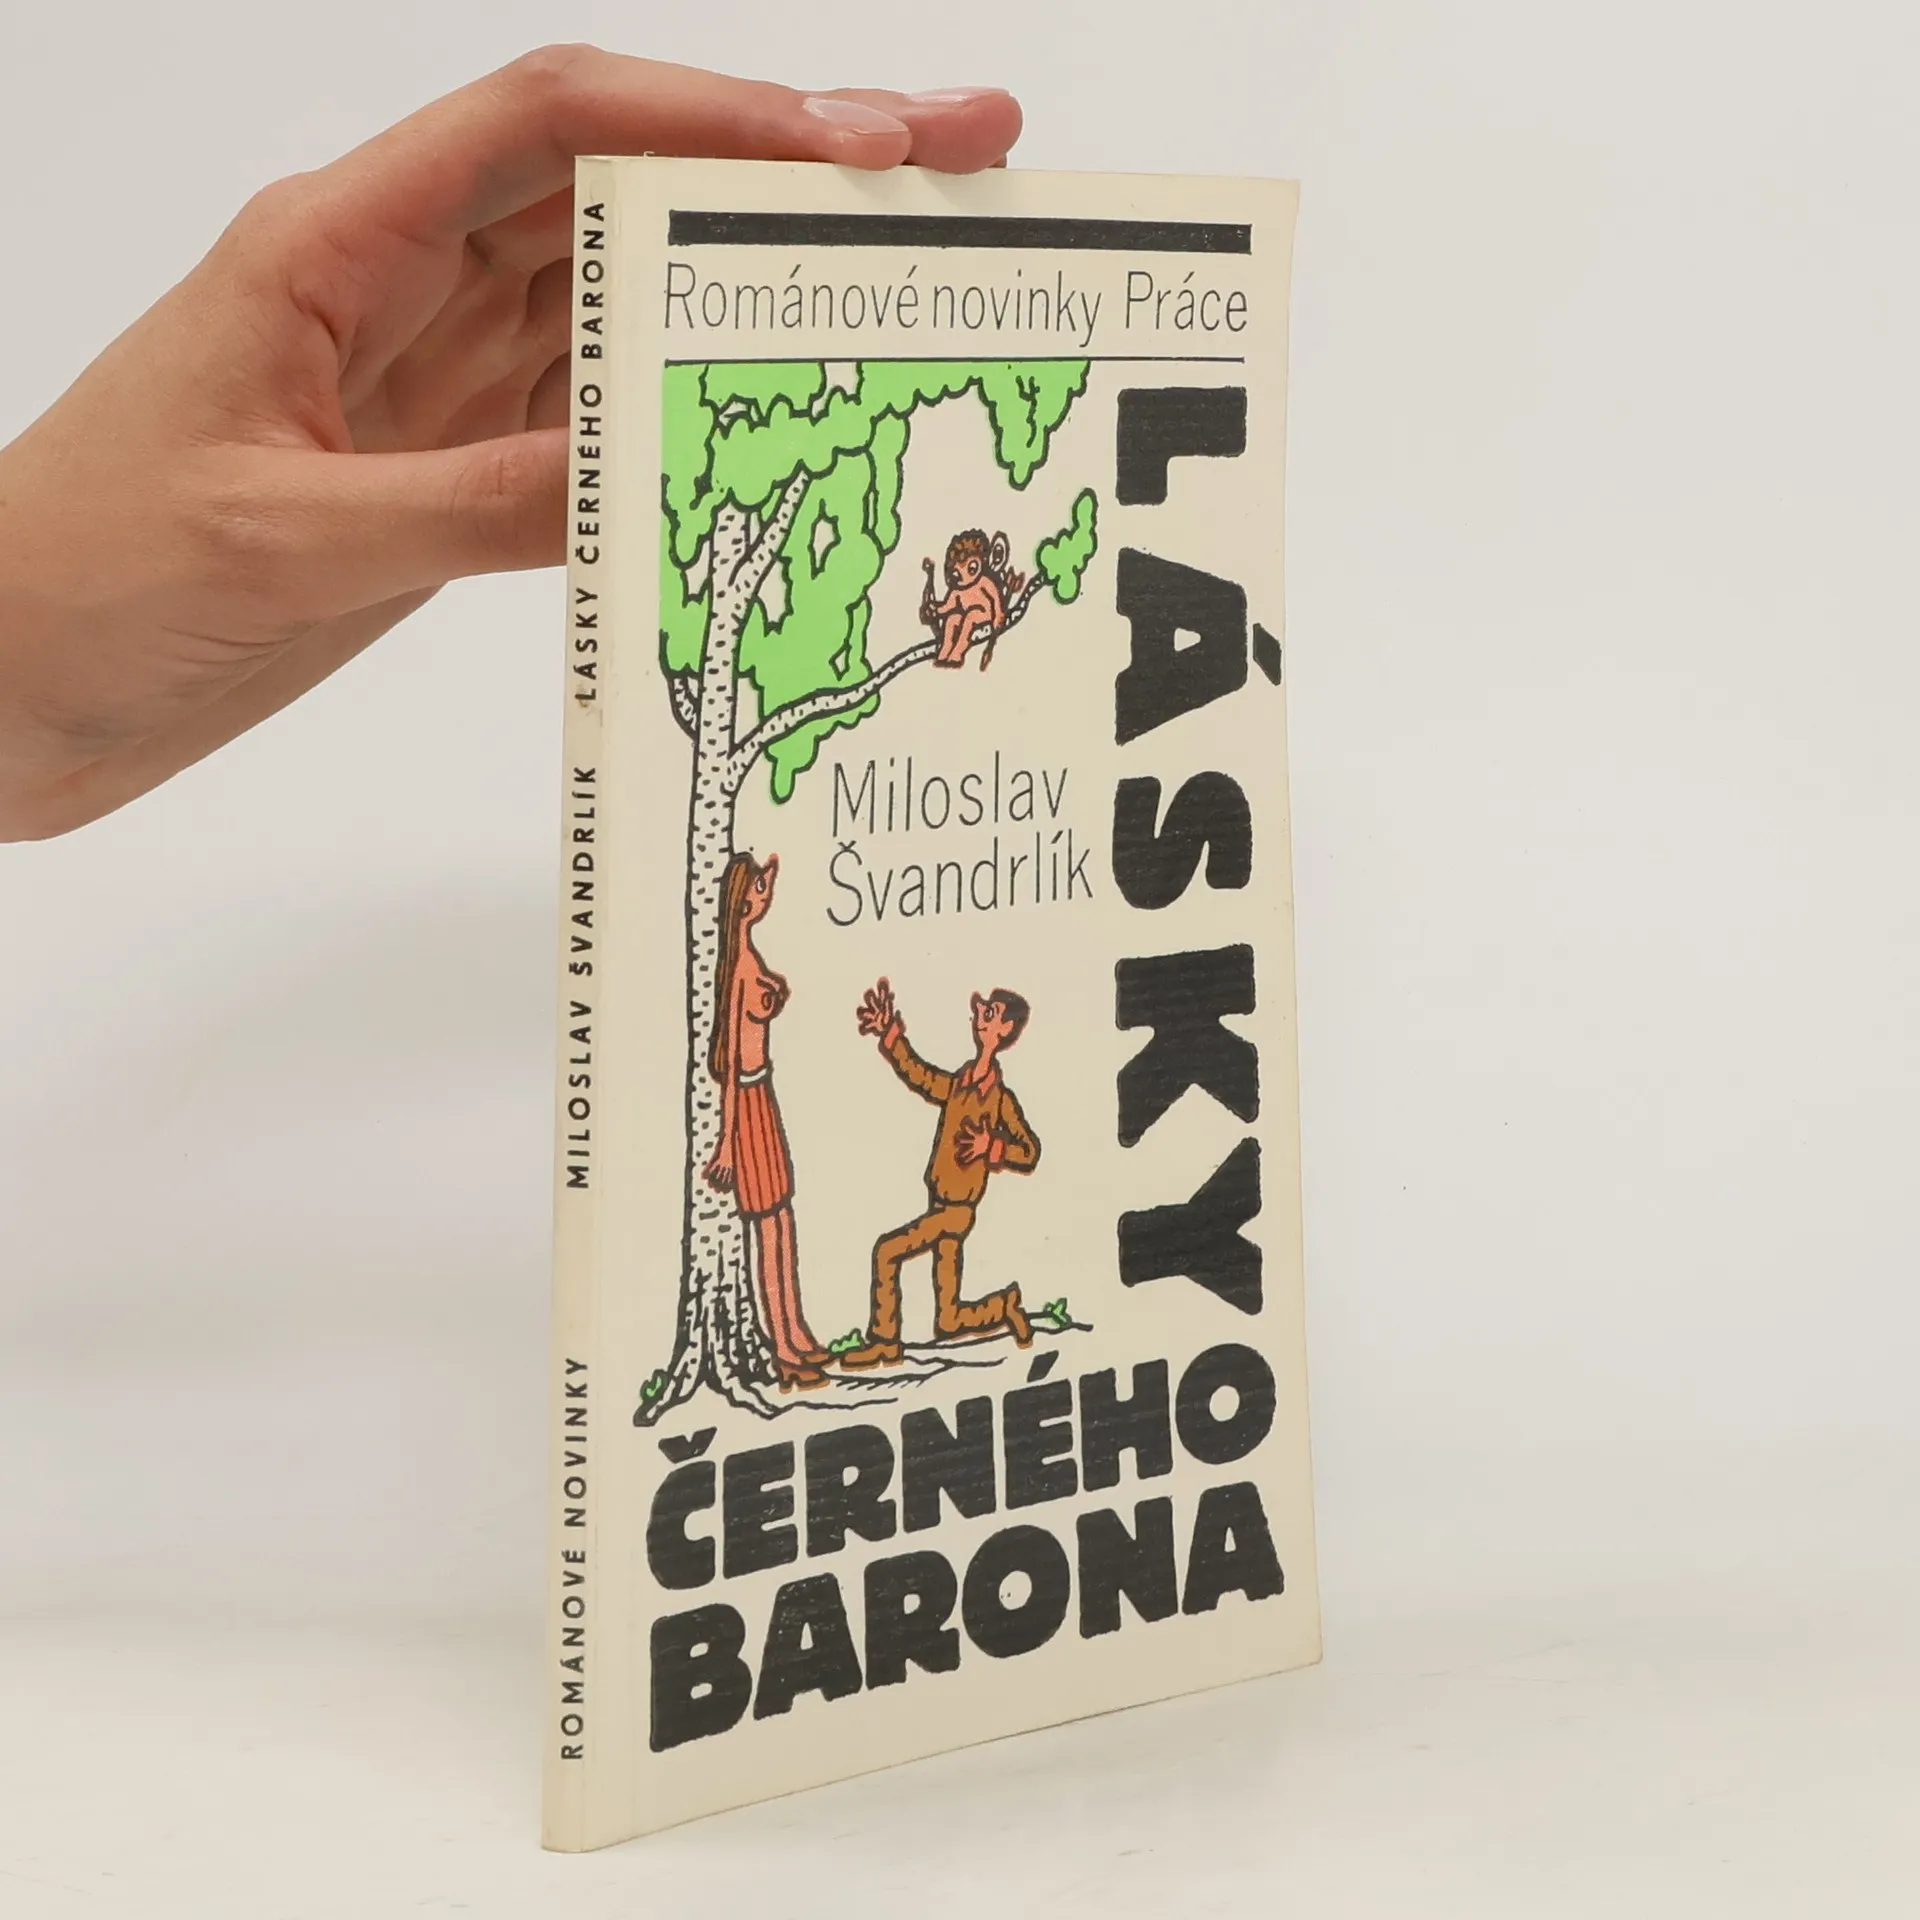 Románové novinky Práce
LÁSKY
Miloslav
Švandrlík
ČERNÉHO
BARONA
ROMÁNOVÉ NOVINKY MILOSLAV ŠVANDRLÍK LÁSKY ČERNÉHO BARONA